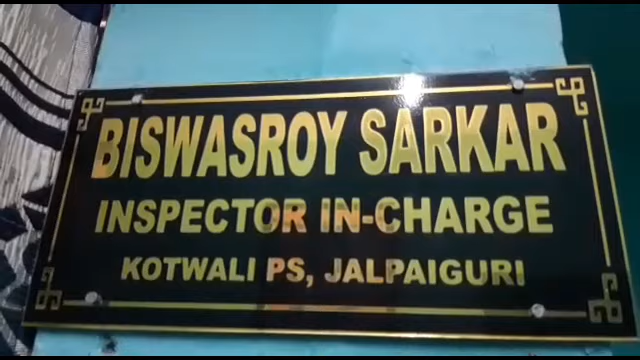 BISWASROY SARKAR
INSPECTOR IN-CHARGE
KOTWALI PS, JALPAIGURI